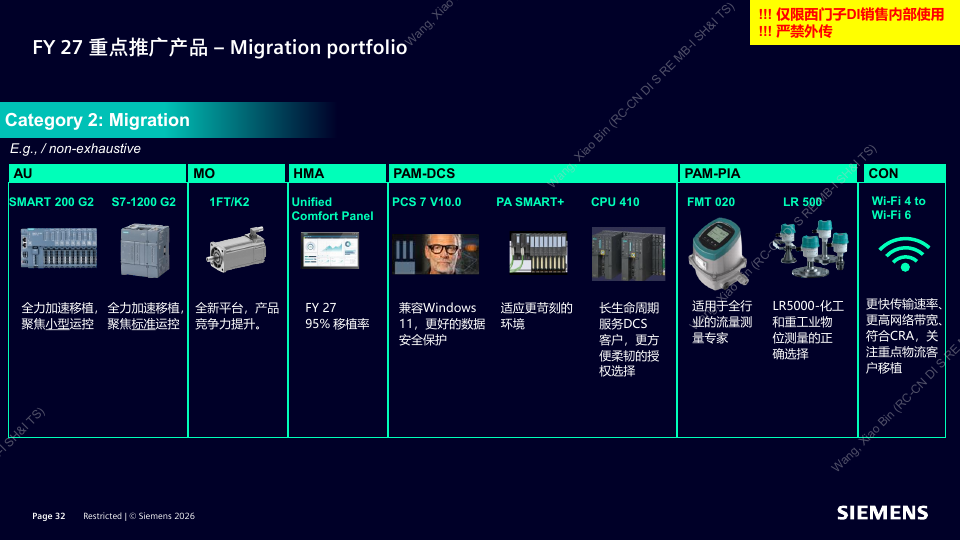 !!! 仅限西门子DI销售内部使用
!!! 严禁外传
FY 27 重点推广产品 – Migration portfolio
Category 2: Migration
E.g., / non-exhaustive
AU
MO
HMA
PAM-DCS
PAM-PIA
CON
SMART 200 G2
S7-1200 G2
1FT/K2
Unified
Comfort Panel
PCS 7 V10.0
PA SMART+
CPU 410
FMT 020
LR 500
Wi-Fi 4 to
Wi-Fi 6
全力加速移植，
聚焦小型运控
全力加速移植，
聚焦标准运控
全新平台，产品
竞争力提升。
FY 27
95% 移植率
兼容Windows
11，更好的数据
安全保护
适应更苛刻的
环境
长生命周期
服务DCS
客户，更方
便柔韧的授
权选择
适用于全行
业的流量测
量专家
LR5000-化工
和重工业物
位测量的正
确选择
更快传输速率、
更高网络带宽、
符合CRA，关
注重点物流客
户移植
Wang, Xiao Bin (RC-CN DI S RE MB-I SH&I TS)
Page 32
Restricted | © Siemens 2026
SIEMENS